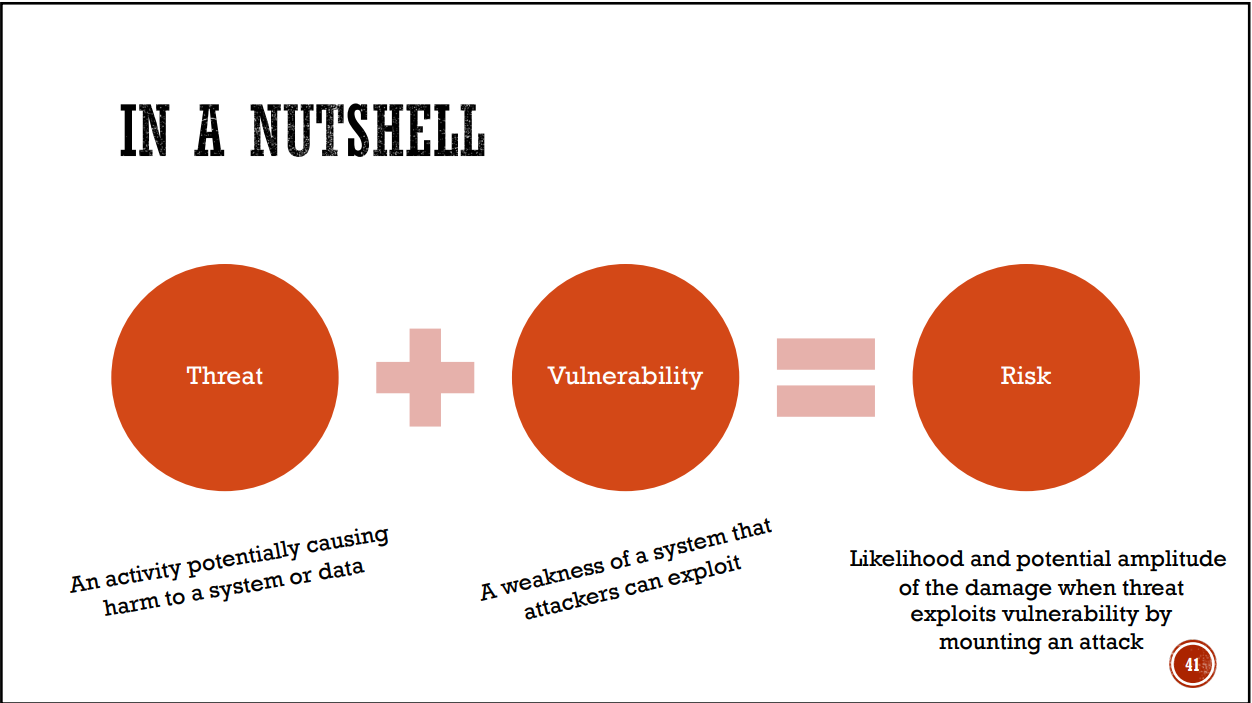 IN A NUTSHELL
Threat
Vulnerability
Risk
An activity potentially causing
harm to a system or data
A weakness of a system that
attackers can exploit
Likelihood and potential amplitude
of the damage when threat
exploits vulnerability by
mounting an attack
41